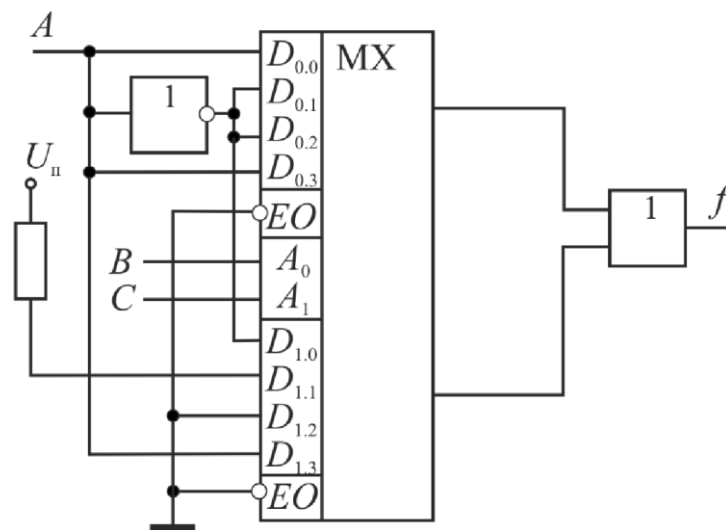 A
D0.0
MX
1
D0.1
D0.2
Uп
D0.3
EO
1
f
B
A0
C
A1
D1.0
D1.1
D1.2
D1.3
EO